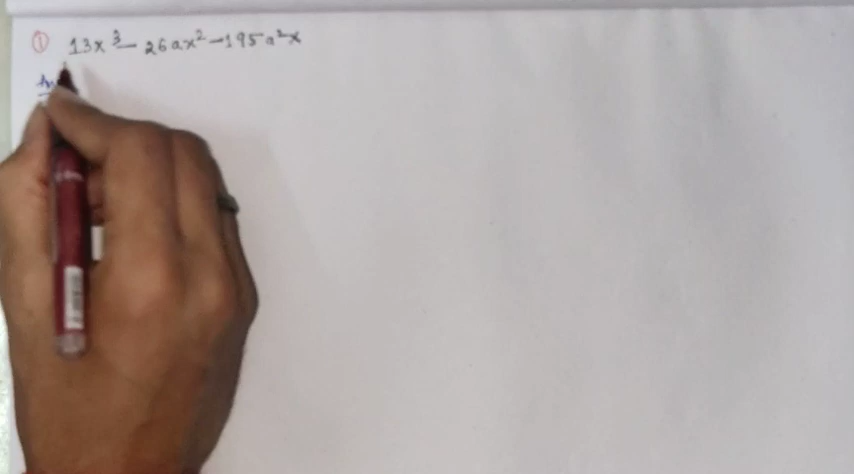 ① 13x³ - 26ax² - 195a²x